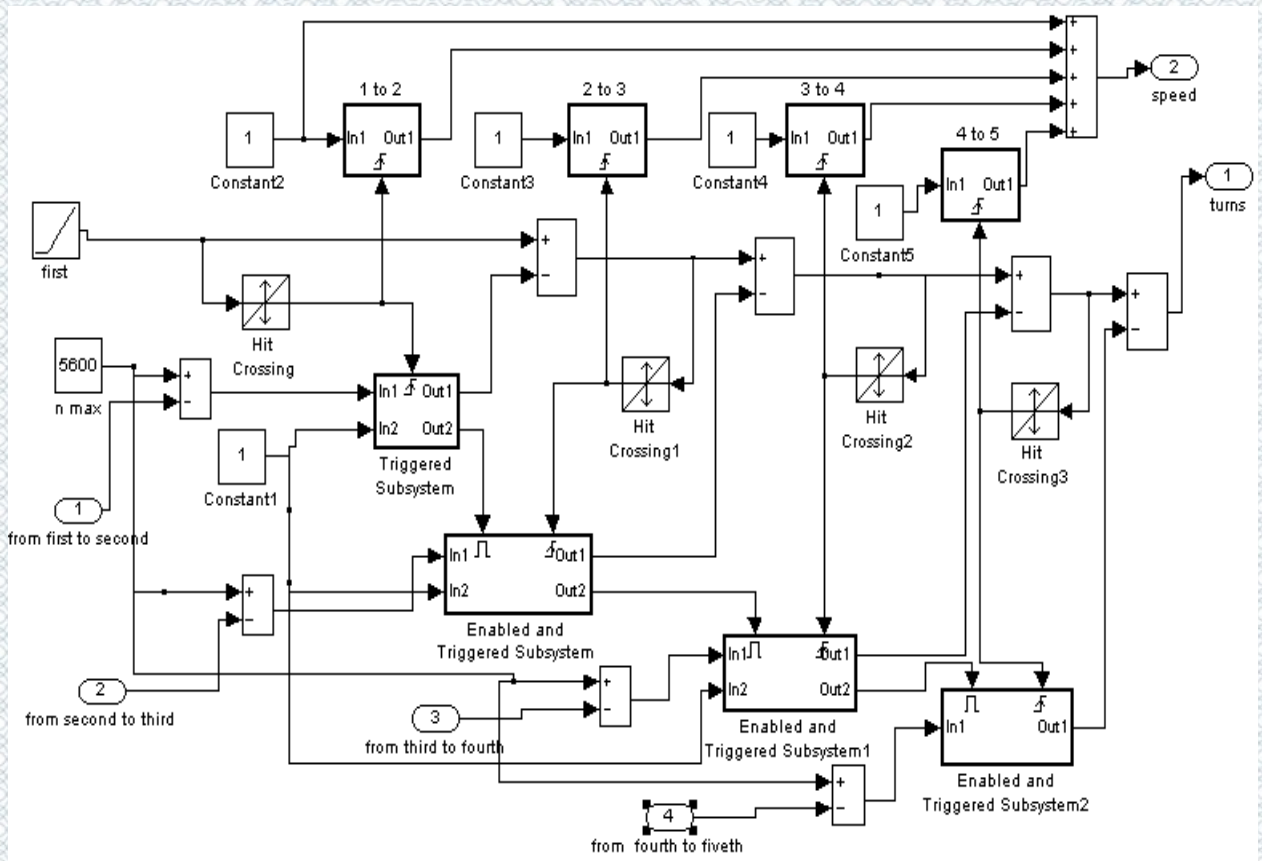 2
speed
1 to 2
2 to 3
3 to 4
4 to 5
1
Constant2
In1 Out1
1
Constant3
In1 Out1
1
Constant4
In1 Out1
1
Constant5
In1 Out1
1
turns
first
Hit
Crossing
5600
n max
1
Constant1
In1 Out1
In2 Out2
Triggered
Subsystem
Hit
Crossing1
Hit
Crossing2
Hit
Crossing3
1
from first to second
In1 Out1
In2 Out2
Enabled and
Triggered Subsystem
2
from second to third
In1 Out1
In2 Out2
Enabled and
Triggered Subsystem1
3
from third to fourth
In1 Out1
Enabled and
Triggered Subsystem2
4
from fourth to fiveth